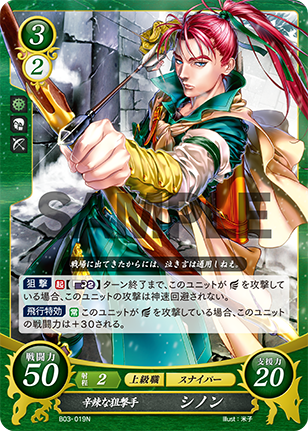 3
2
SAMPLE
戦場に出てきたからには、泣き言は通用しねえ。
狙撃 起 [ ]ターン終了まで、このユニットが を攻撃している場合、このユニットの攻撃は神速回避されない。
飛行特効 常 このユニットが を攻撃している場合、このユニットの戦闘力は+30される。
戦闘力
50
射程 2 上級職 スナイパー
支援力
20
辛辣な狙撃手 シノン
B03-019N
Illust：米子